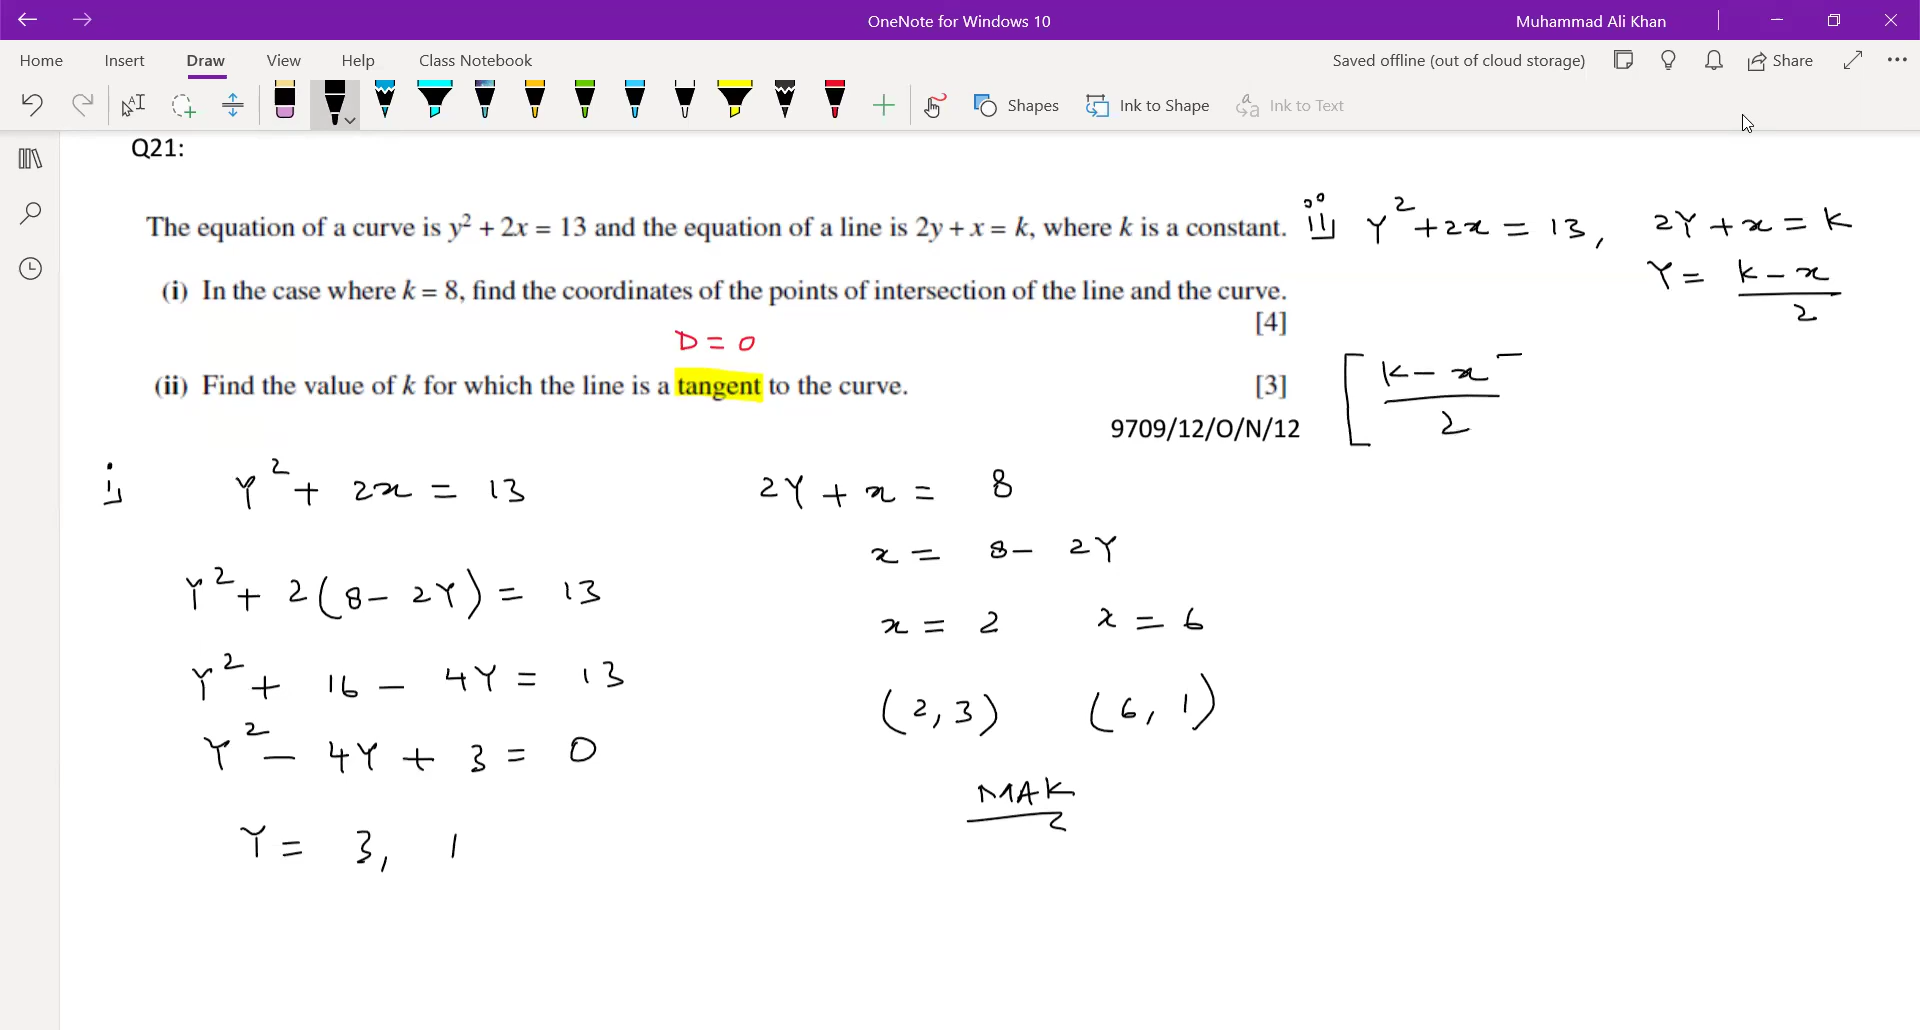 OneNote for Windows 10
Muhammad Ali Khan
Home Insert Draw View Help Class Notebook
Saved offline (out of cloud storage) Share
Shapes Ink to Shape Ink to Text
Q21:
The equation of a curve is y² + 2x = 13 and the equation of a line is 2y + x = k, where k is a constant.
(i) In the case where k = 8, find the coordinates of the points of intersection of the line and the curve.
[4]
D = 0
(ii) Find the value of k for which the line is a tangent to the curve. [3]
9709/12/O/N/12
i Y² + 2x = 13
Y² + 2(8 - 2Y) = 13
Y² + 16 - 4Y = 13
Y² - 4Y + 3 = 0
Y = 3, 1
2Y + x = 8
x = 8 - 2Y
x = 2 x = 6
(2, 3) (6, 1)
MAK
ii Y² + 2x = 13, 2Y + x = k
Y = k - x / 2
[ k - x / 2